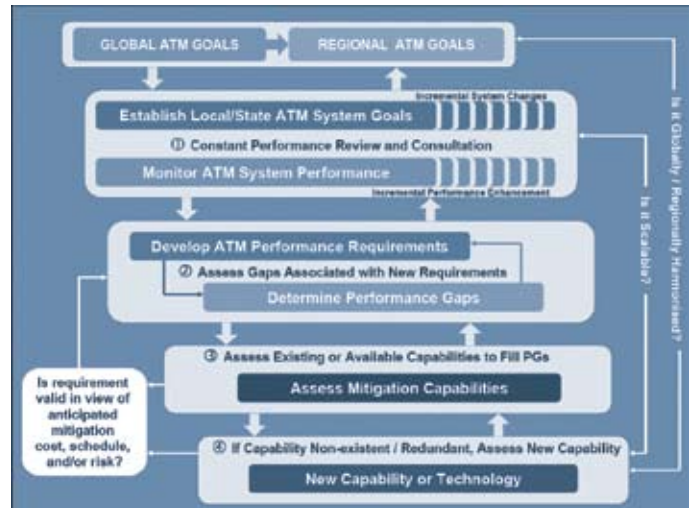 GLOBAL ATM GOALS
REGIONAL ATM GOALS
Incremental System Changes
Establish Local/State ATM System Goals
① Constant Performance Review and Consultation
Monitor ATM System Performance
Incremental Performance Enhancement
Develop ATM Performance Requirements
② Assess Gaps Associated with New Requirements
Determine Performance Gaps
③ Assess Existing or Available Capabilities to Fill PGs
Assess Mitigation Capabilities
Is requirement
valid in view of
anticipated
mitigation
cost, schedule,
and/or risk?
④ If Capability Non-existent / Redundant, Assess New Capability
New Capability or Technology
Is it Scalable?
Is it Globally / Regionally Harmonised?